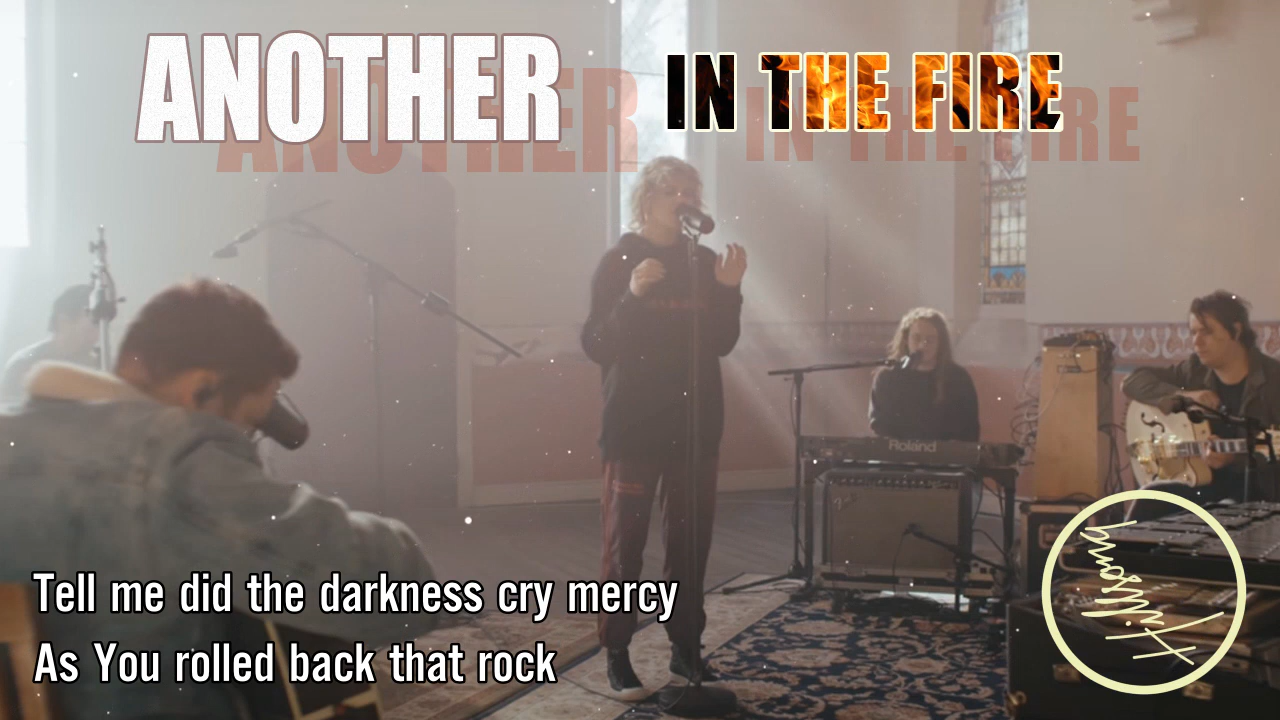 ANOTHER IN THE FIRE
Roland
Tell me did the darkness cry mercy
As You rolled back that rock
Hillsong